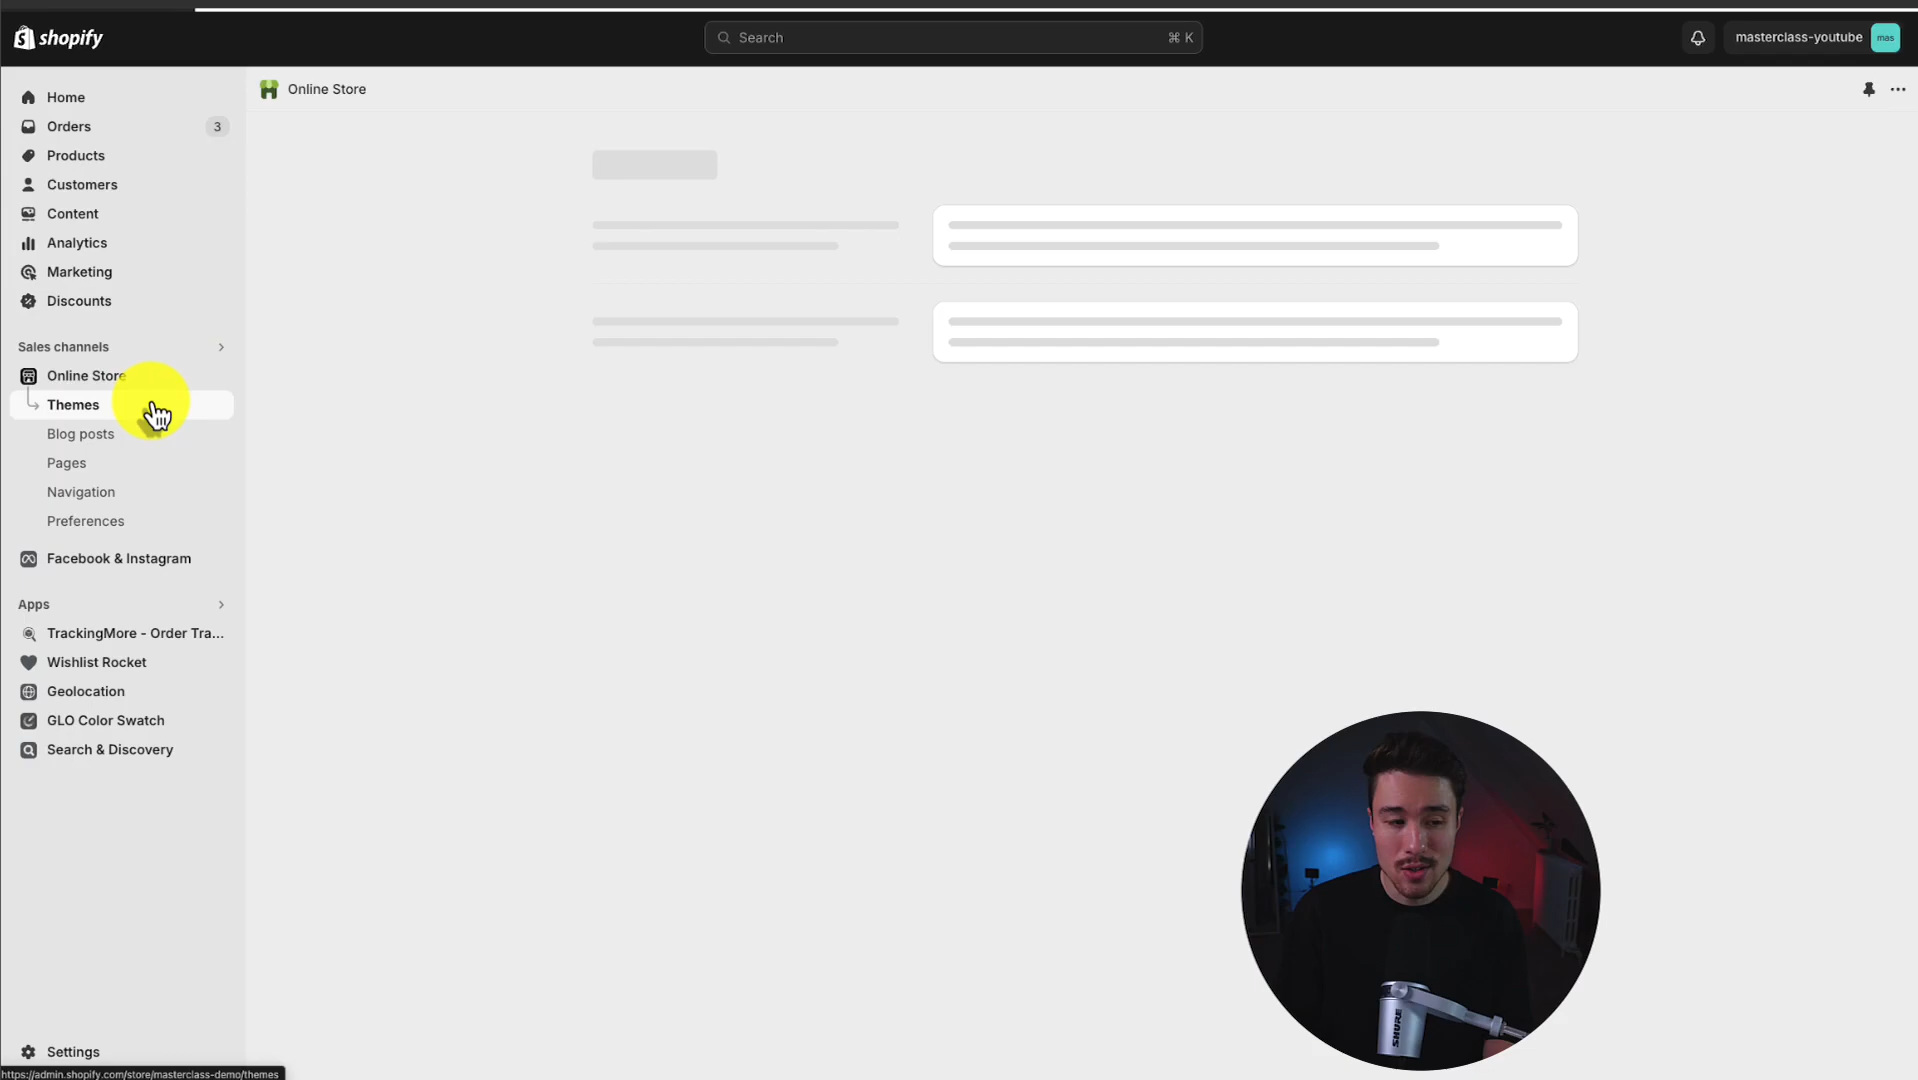 shopify
Search
⌘ K
masterclass-youtube
mas
Home
Orders
3
Products
Customers
Content
Analytics
Marketing
Discounts
Sales channels
Online Store
Themes
Blog posts
Pages
Navigation
Preferences
Facebook & Instagram
Apps
TrackingMore - Order Tra...
Wishlist Rocket
Geolocation
GLO Color Swatch
Search & Discovery
Settings
https://admin.shopify.com/store/masterclass-demo/themes
Online Store
SHURE